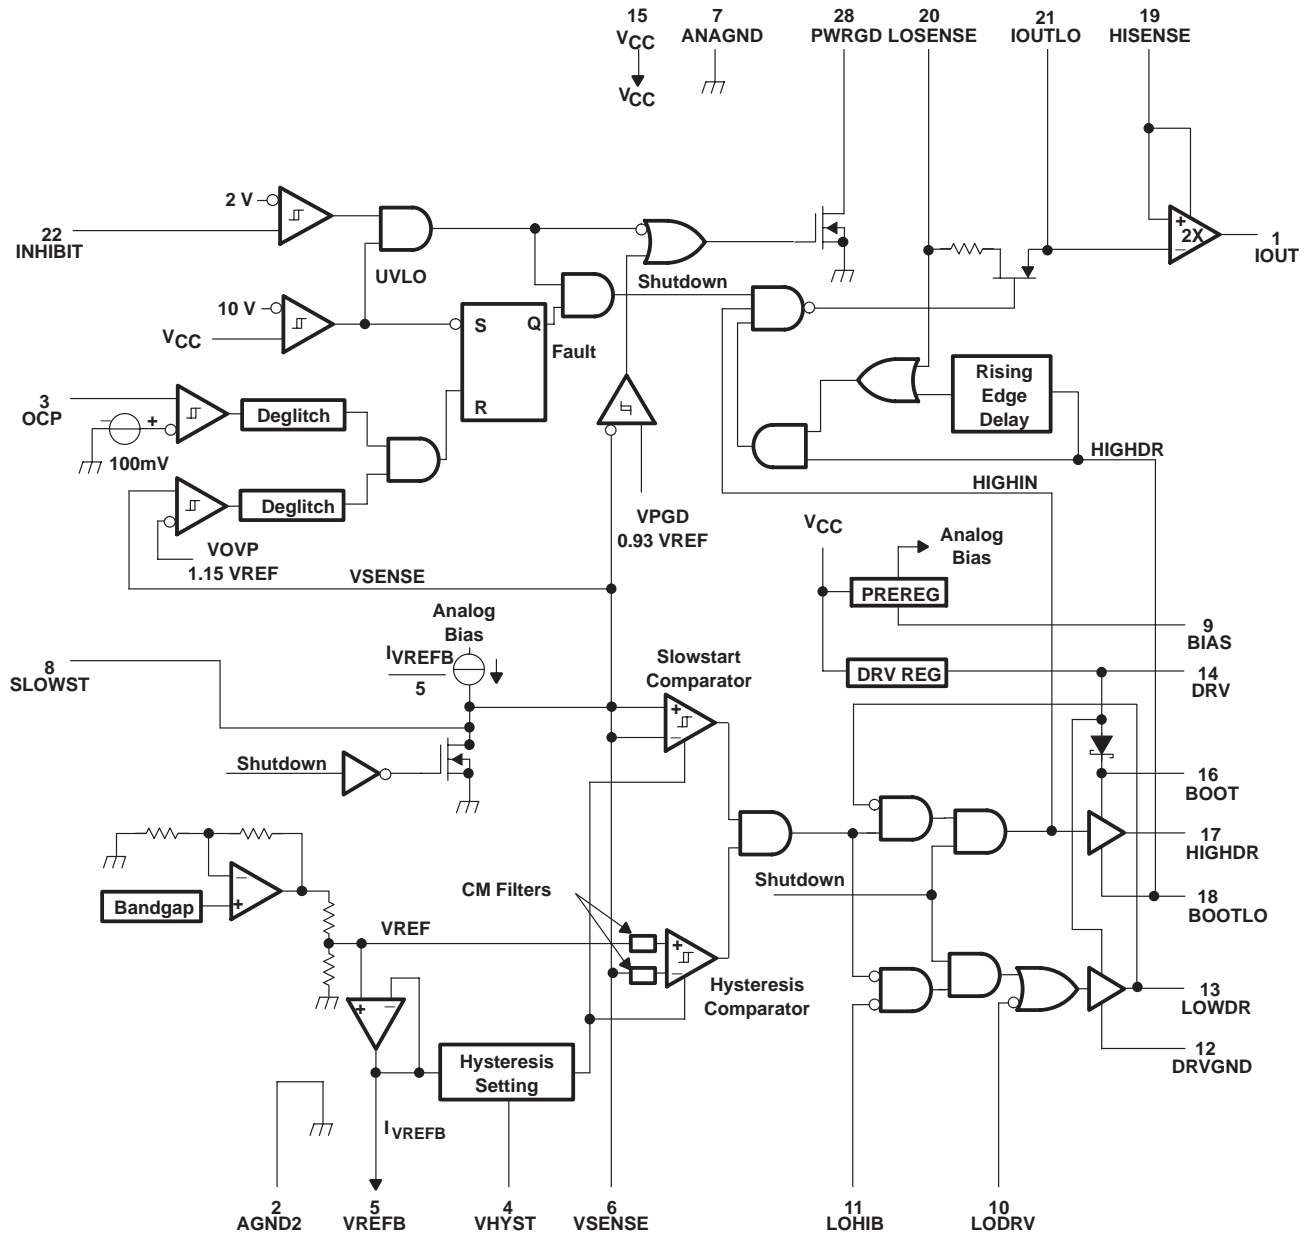 15
VCC
VCC
7
ANAGND
28
PWRGD
20
LOSENSE
21
IOUTLO
19
HISENSE
2 V
22
INHIBIT
UVLO
+
2X
−
1
IOUT
Shutdown
10 V
VCC
S
Q
R
Fault
3
OCP
− +
100mV
Deglitch
Rising
Edge
Delay
HIGHDR
HIGHIN
Deglitch
VOVP
1.15 VREF
VPGD
0.93 VREF
VSENSE
VCC
Analog
Bias
PREREG
9
BIAS
Analog
Bias
IVREFB
5
8
SLOWST
Slowstart
Comparator
+
−
DRV REG
14
DRV
Shutdown
16
BOOT
17
HIGHDR
Shutdown
18
BOOTLO
−
+
Bandgap
CM Filters
VREF
+
−
Hysteresis
Comparator
13
LOWDR
+ −
Hysteresis
Setting
12
DRVGND
IVREFB
2
AGND2
5
VREFB
4
VHYST
6
VSENSE
11
LOHIB
10
LODRV